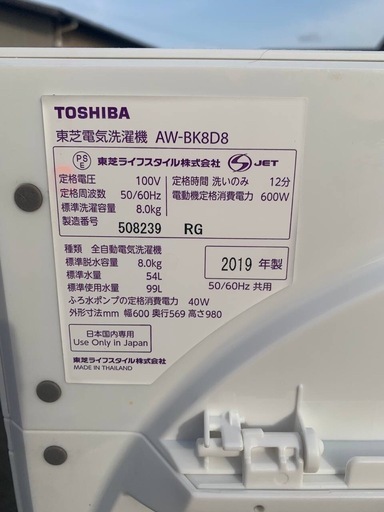 TOSHIBA
東芝電気洗濯機 AW-BK8D8
PS E 東芝ライフスタイル株式会社 S JET
定格電圧 100V 定格時間 洗いのみ 12分
定格周波数 50/60Hz 電動機定格消費電力 600W
標準洗濯容量 8.0kg
製造番号 508239 RG
種類 全自動電気洗濯機
標準脱水容量 8.0kg 2019 年製
標準水量 54L 50/60Hz 共用
標準使用水量 99L
ふろ水ポンプの定格消費電力 40W
外形寸法mm 幅600 奥行569 高さ980
日本国内専用
Use Only in Japan
東芝ライフスタイル株式会社
MADE IN THAILAND